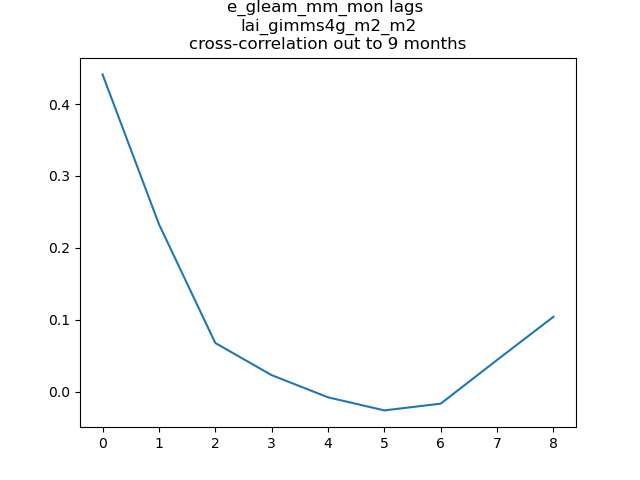 e_gleam_mm_mon lags
lai_gimms4g_m2_m2
cross-correlation out to 9 months
0.4
0.3
0.2
0.1
0.0
0 1 2 3 4 5 6 7 8